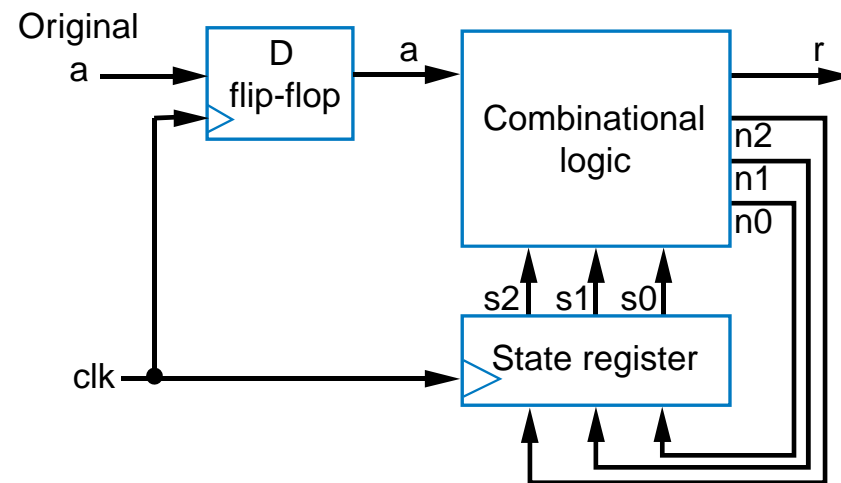 Original
a
D
flip-flop
a
Combinational
logic
r
n2
n1
n0
s2 s1 s0
State register
clk